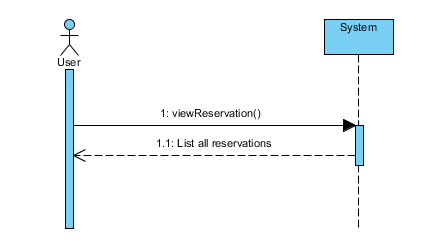 System
User
1: viewReservation()
1.1: List all reservations